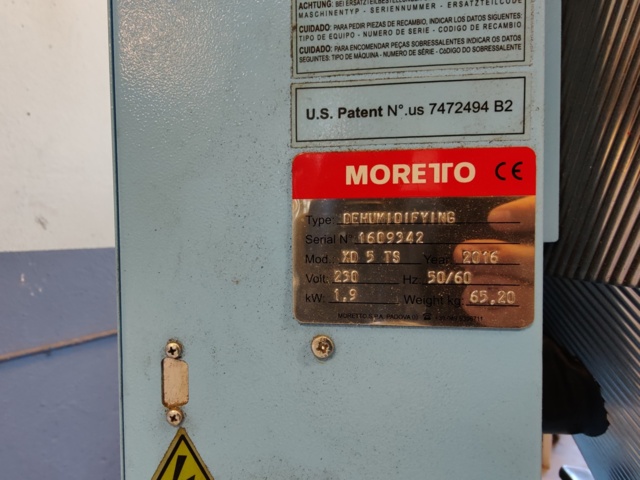 ACHTUNG: BEI ERSATZTEILBESTELLUNG
MASCHINENTYP - SERIENNUMMER - ERSATZTEILCODE
CUIDADO: PARA PEDIR PIEZAS DE RECAMBIO, INDICAR LOS DATOS SIGUIENTES:
TIPO DE EQUIPO - NUMERO DE SERIE - CODIGO DE RECAMBIO
CUIDADO: PARA ENCOMENDAR PEÇAS SOBRESSALENTES INDICAR OS DADOS
SEGUINTES: TIPO DE MÁQUINA - NUMERO DE SÉRIE - CóDIGO DO SOBRESSALENTE
U.S. Patent N°.us 7472494 B2
MORETTO CE
Type: DEHUMIDIFYING
Serial N° 1609342
Mod. XD 5 TS Year 2016
Volt: 230 Hz 50/60
kW: 1,9 Weight kg 65,20
MORETTO S.P.A. PADOVA